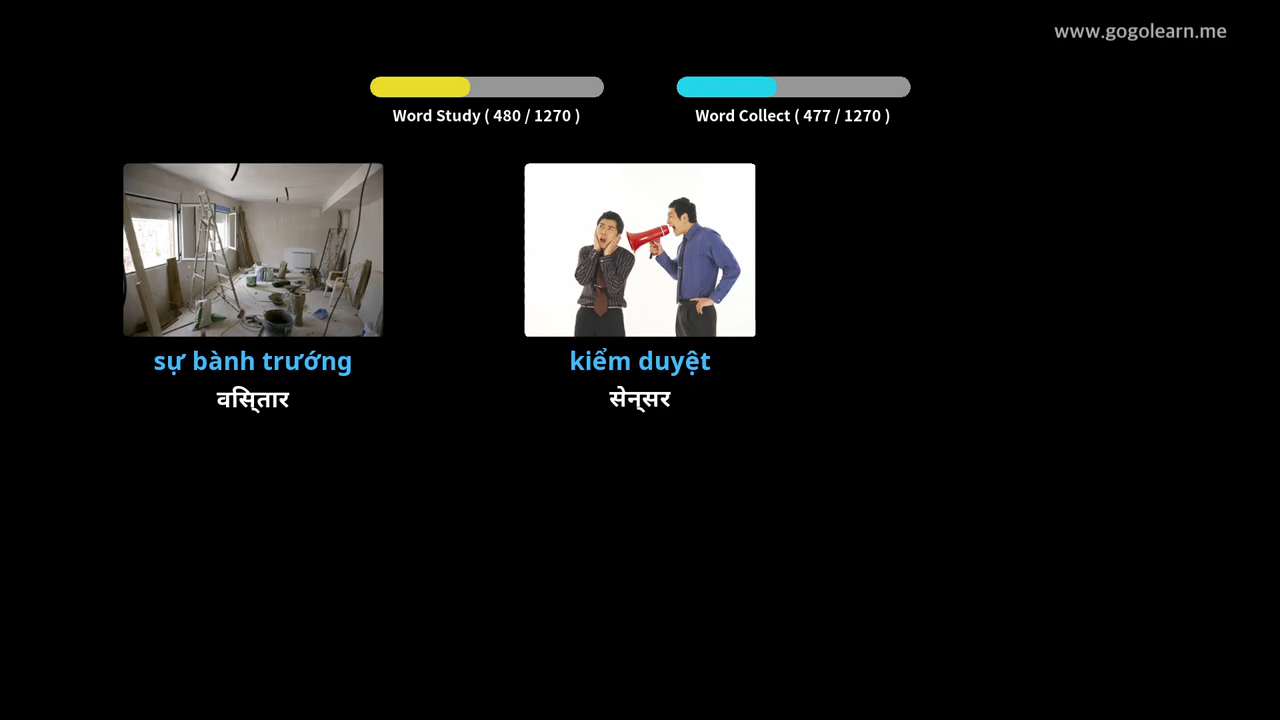 www.gogolearn.me
Word Study ( 480 / 1270 )
Word Collect ( 477 / 1270 )
sự bành trướng
kiểm duyệt
वसि्तार
सेन्सर